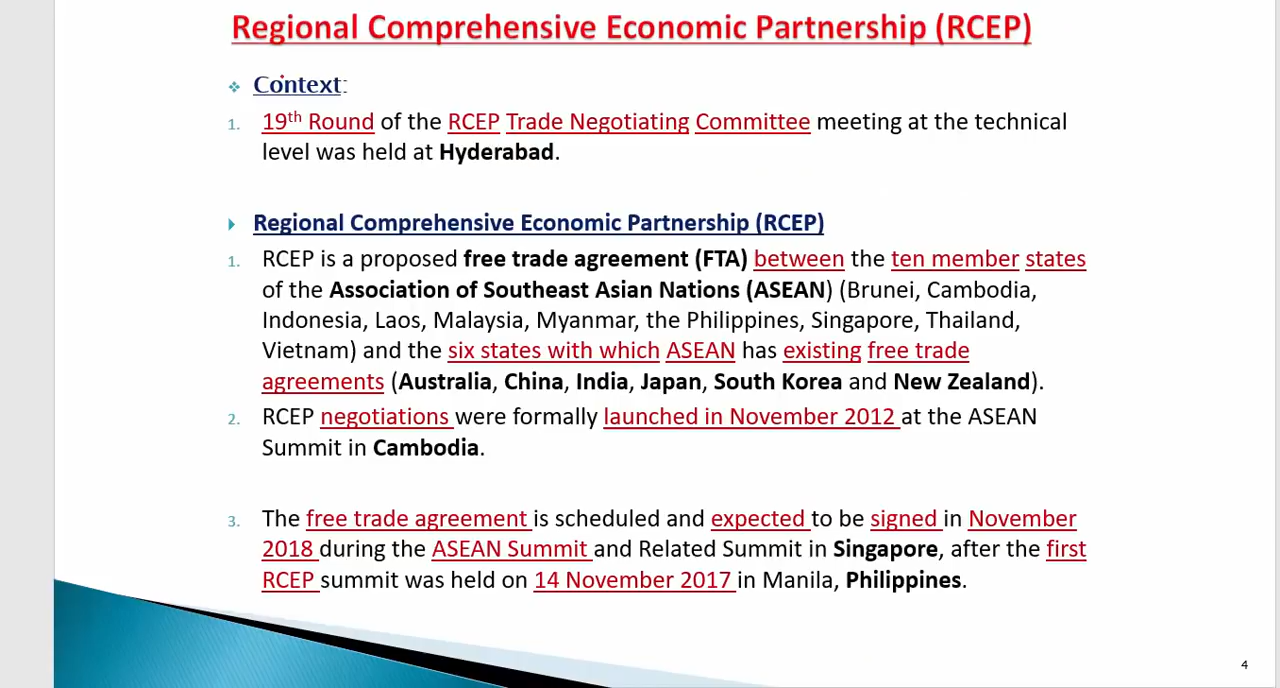 Regional Comprehensive Economic Partnership (RCEP)
❖ Context:
1. 19th Round of the RCEP Trade Negotiating Committee meeting at the technical
level was held at Hyderabad.
Regional Comprehensive Economic Partnership (RCEP)
1. RCEP is a proposed free trade agreement (FTA) between the ten member states
of the Association of Southeast Asian Nations (ASEAN) (Brunei, Cambodia,
Indonesia, Laos, Malaysia, Myanmar, the Philippines, Singapore, Thailand,
Vietnam) and the six states with which ASEAN has existing free trade
agreements (Australia, China, India, Japan, South Korea and New Zealand).
2. RCEP negotiations were formally launched in November 2012 at the ASEAN
Summit in Cambodia.
3. The free trade agreement is scheduled and expected to be signed in November
2018 during the ASEAN Summit and Related Summit in Singapore, after the first
RCEP summit was held on 14 November 2017 in Manila, Philippines.
4